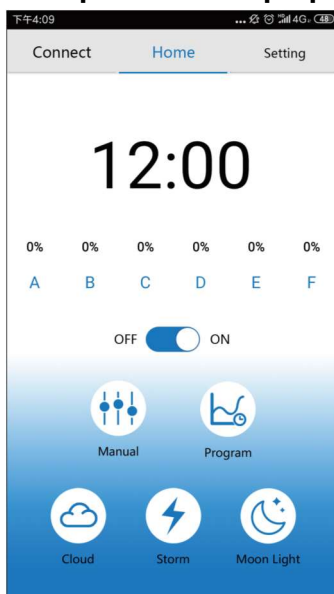 下午4:09 ... HD 4G 48
Connect Home Setting
12:00
0% 0% 0% 0% 0% 0%
A B C D E F
OFF ON
Manual Program
Cloud Storm Moon Light